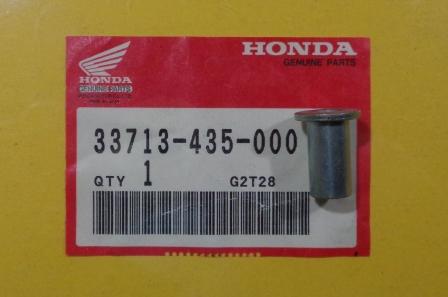 HONDA
GENUINE PARTS
HONDA
GENUINE PARTS
33713-435-000
QTY 1 G2T28